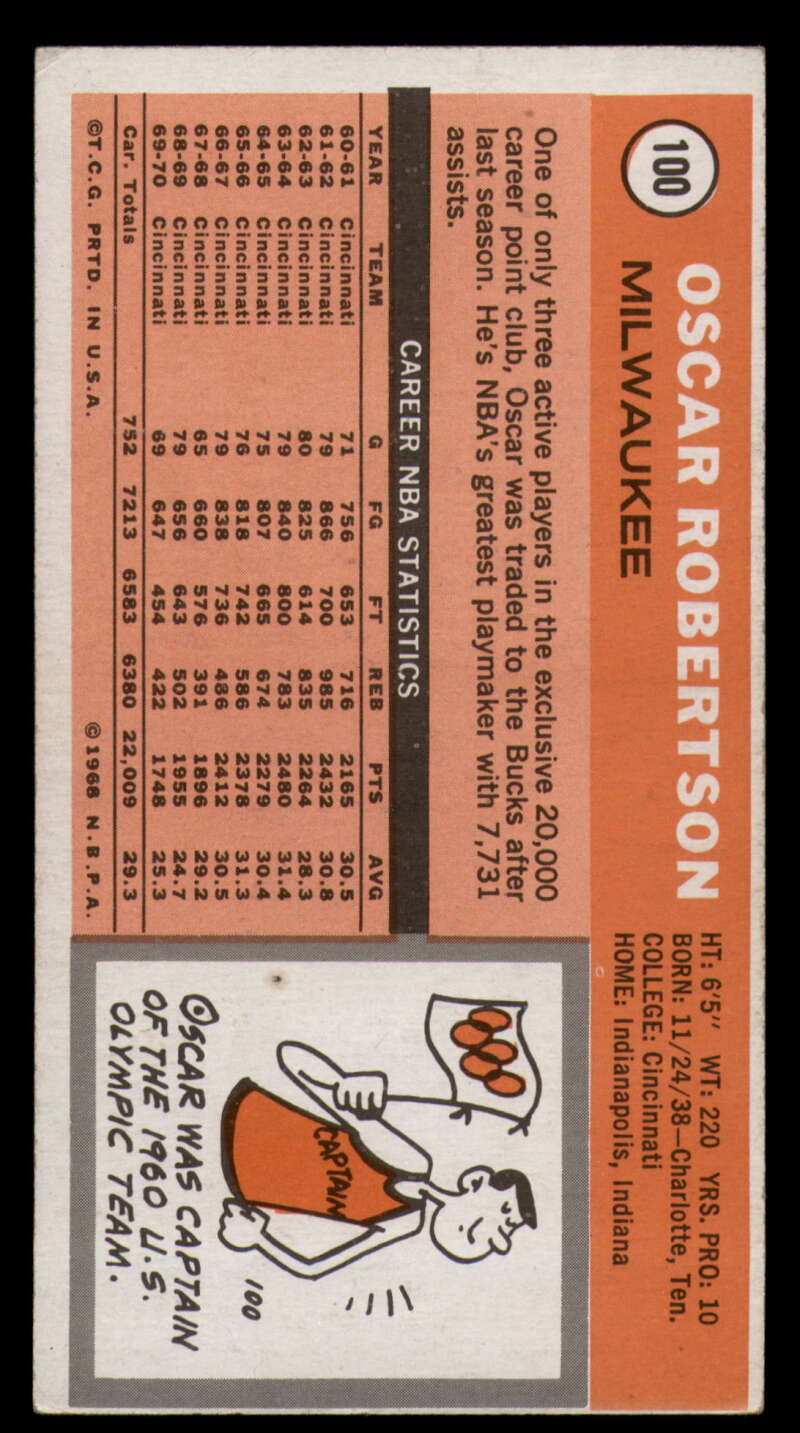 100
OSCAR ROBERTSON
MILWAUKEE
HT: 6'5" WT: 220 YRS. PRO: 10
BORN: 11/24/38—Charlotte, Ten.
COLLEGE: Cincinnati
HOME: Indianapolis, Indiana
One of only three active players in the exclusive 20,000
career point club, Oscar was traded to the Bucks after
last season. He's NBA's greatest playmaker with 7,731
assists.
CAREER NBA STATISTICS
YEAR TEAM G FG FT REB PTS AVG
60-61 Cincinnati 71 756 653 716 2165 30.5
61-62 Cincinnati 79 866 700 985 2432 30.8
62-63 Cincinnati 80 825 614 835 2264 28.3
63-64 Cincinnati 79 840 800 783 2480 31.4
64-65 Cincinnati 75 807 665 674 2279 30.4
65-66 Cincinnati 76 818 742 586 2378 31.3
66-67 Cincinnati 79 838 736 486 2412 30.5
67-68 Cincinnati 65 660 576 391 1896 29.2
68-69 Cincinnati 79 656 643 502 1955 24.7
69-70 Cincinnati 69 647 454 422 1748 25.3
Car. Totals 752 7213 6583 6380 22,009 29.3
©T.C.G. PRTD. IN U.S.A. ©1968 N.B.P.A.
CAPTAIN
100
OSCAR WAS CAPTAIN
OF THE 1960 U.S.
OLYMPIC TEAM.